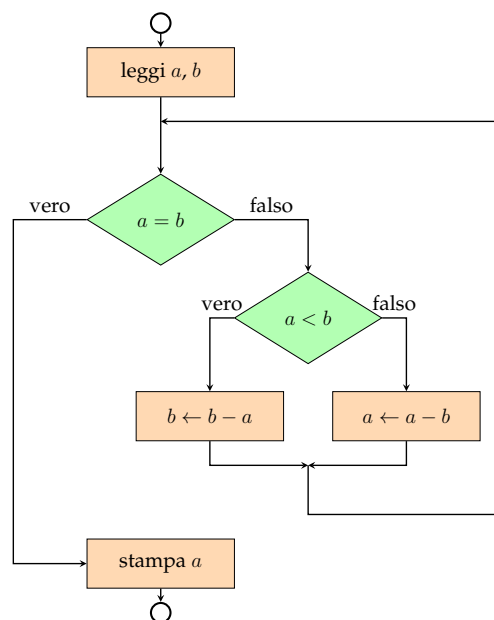 leggi a, b
vero
falso
a = b
vero
falso
a < b
b ← b − a
a ← a − b
stampa a